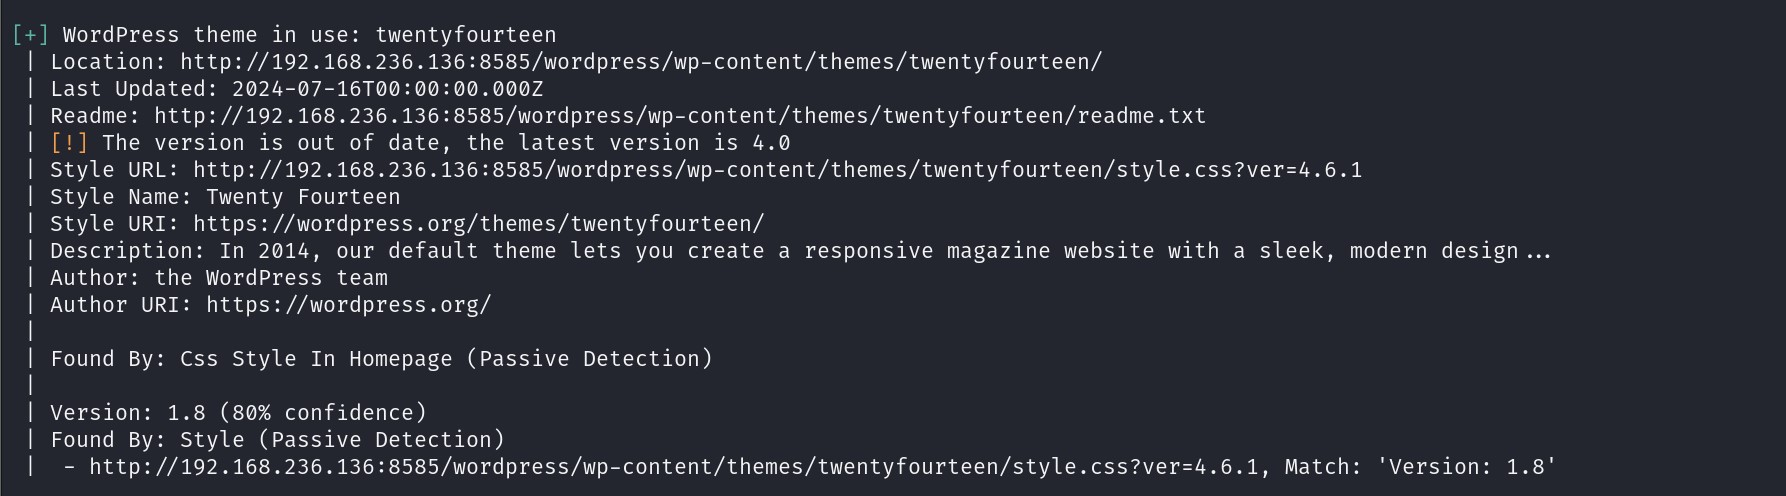 [+] WordPress theme in use: twentyfourteen
 | Location: http://192.168.236.136:8585/wordpress/wp-content/themes/twentyfourteen/
 | Last Updated: 2024-07-16T00:00:00.000Z
 | Readme: http://192.168.236.136:8585/wordpress/wp-content/themes/twentyfourteen/readme.txt
 | [!] The version is out of date, the latest version is 4.0
 | Style URL: http://192.168.236.136:8585/wordpress/wp-content/themes/twentyfourteen/style.css?ver=4.6.1
 | Style Name: Twenty Fourteen
 | Style URI: https://wordpress.org/themes/twentyfourteen/
 | Description: In 2014, our default theme lets you create a responsive magazine website with a sleek, modern design...
 | Author: the WordPress team
 | Author URI: https://wordpress.org/
 |
 | Found By: Css Style In Homepage (Passive Detection)
 |
 | Version: 1.8 (80% confidence)
 | Found By: Style (Passive Detection)
 |  - http://192.168.236.136:8585/wordpress/wp-content/themes/twentyfourteen/style.css?ver=4.6.1, Match: 'Version: 1.8'